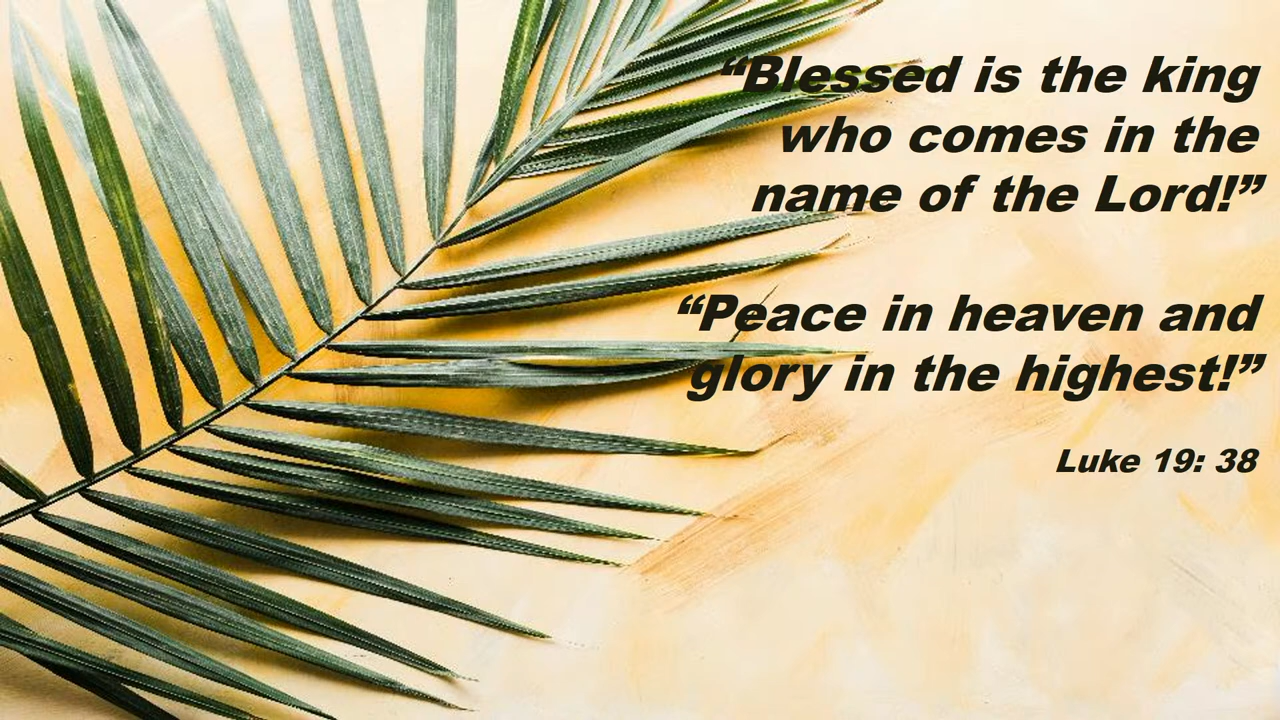 “Blessed is the king
who comes in the
name of the Lord!”
“Peace in heaven and
glory in the highest!”
Luke 19: 38